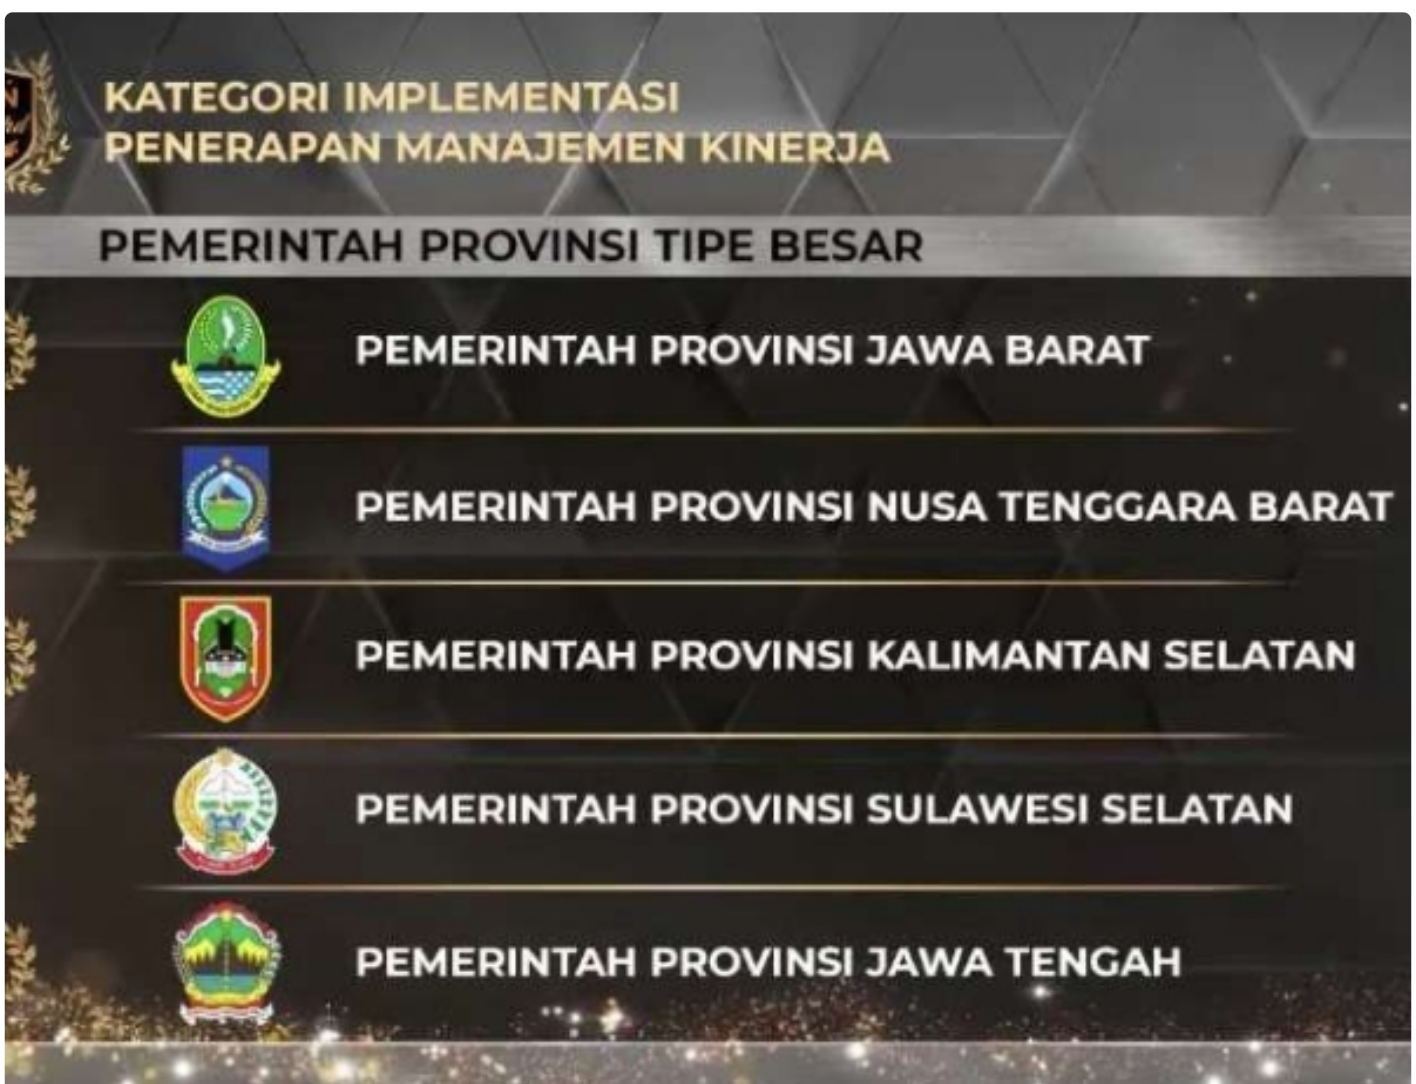 KATEGORI IMPLEMENTASI
PENERAPAN MANAJEMEN KINERJA
PEMERINTAH PROVINSI TIPE BESAR
PEMERINTAH PROVINSI JAWA BARAT
PEMERINTAH PROVINSI NUSA TENGGARA BARAT
PEMERINTAH PROVINSI KALIMANTAN SELATAN
PEMERINTAH PROVINSI SULAWESI SELATAN
PEMERINTAH PROVINSI JAWA TENGAH